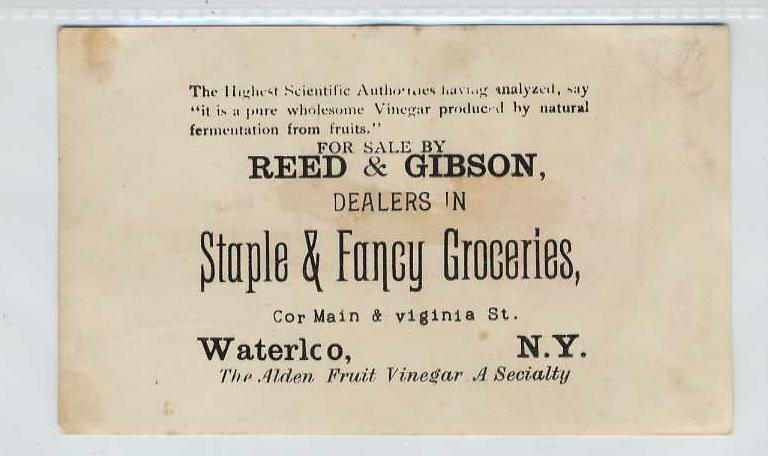 The Highest Scientific Authorities having analyzed, say
"it is a pure wholesome Vinegar produced by natural
fermentation from fruits."
FOR SALE BY
REED & GIBSON,
DEALERS IN
Staple & Fancy Groceries,
Cor Main & viginia St.
Waterlco, N.Y.
The Alden Fruit Vinegar A Secialty